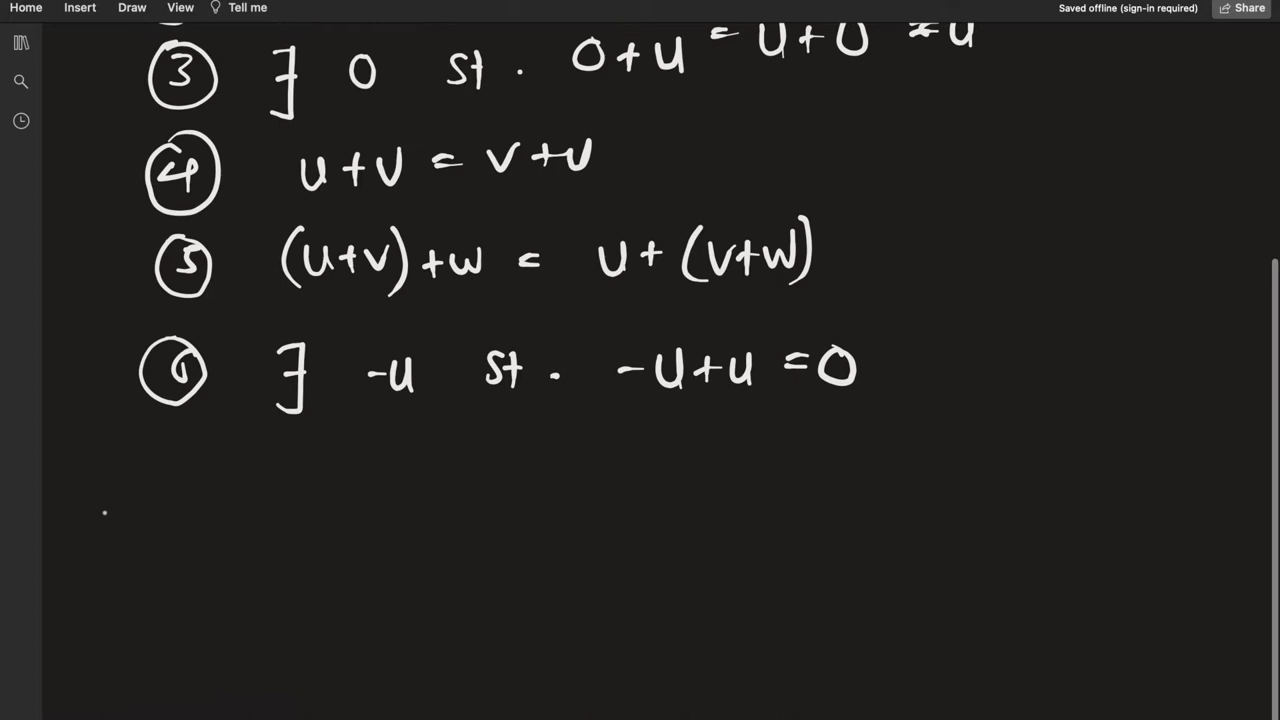 Home Insert Draw View Tell me Saved offline (sign-in required) Share
③ ∃ 0 st. 0+u = u+0 = u
④ u+v = v+u
⑤ (u+v)+w = u+(v+w)
⑥ ∃ -u st. -u+u = 0